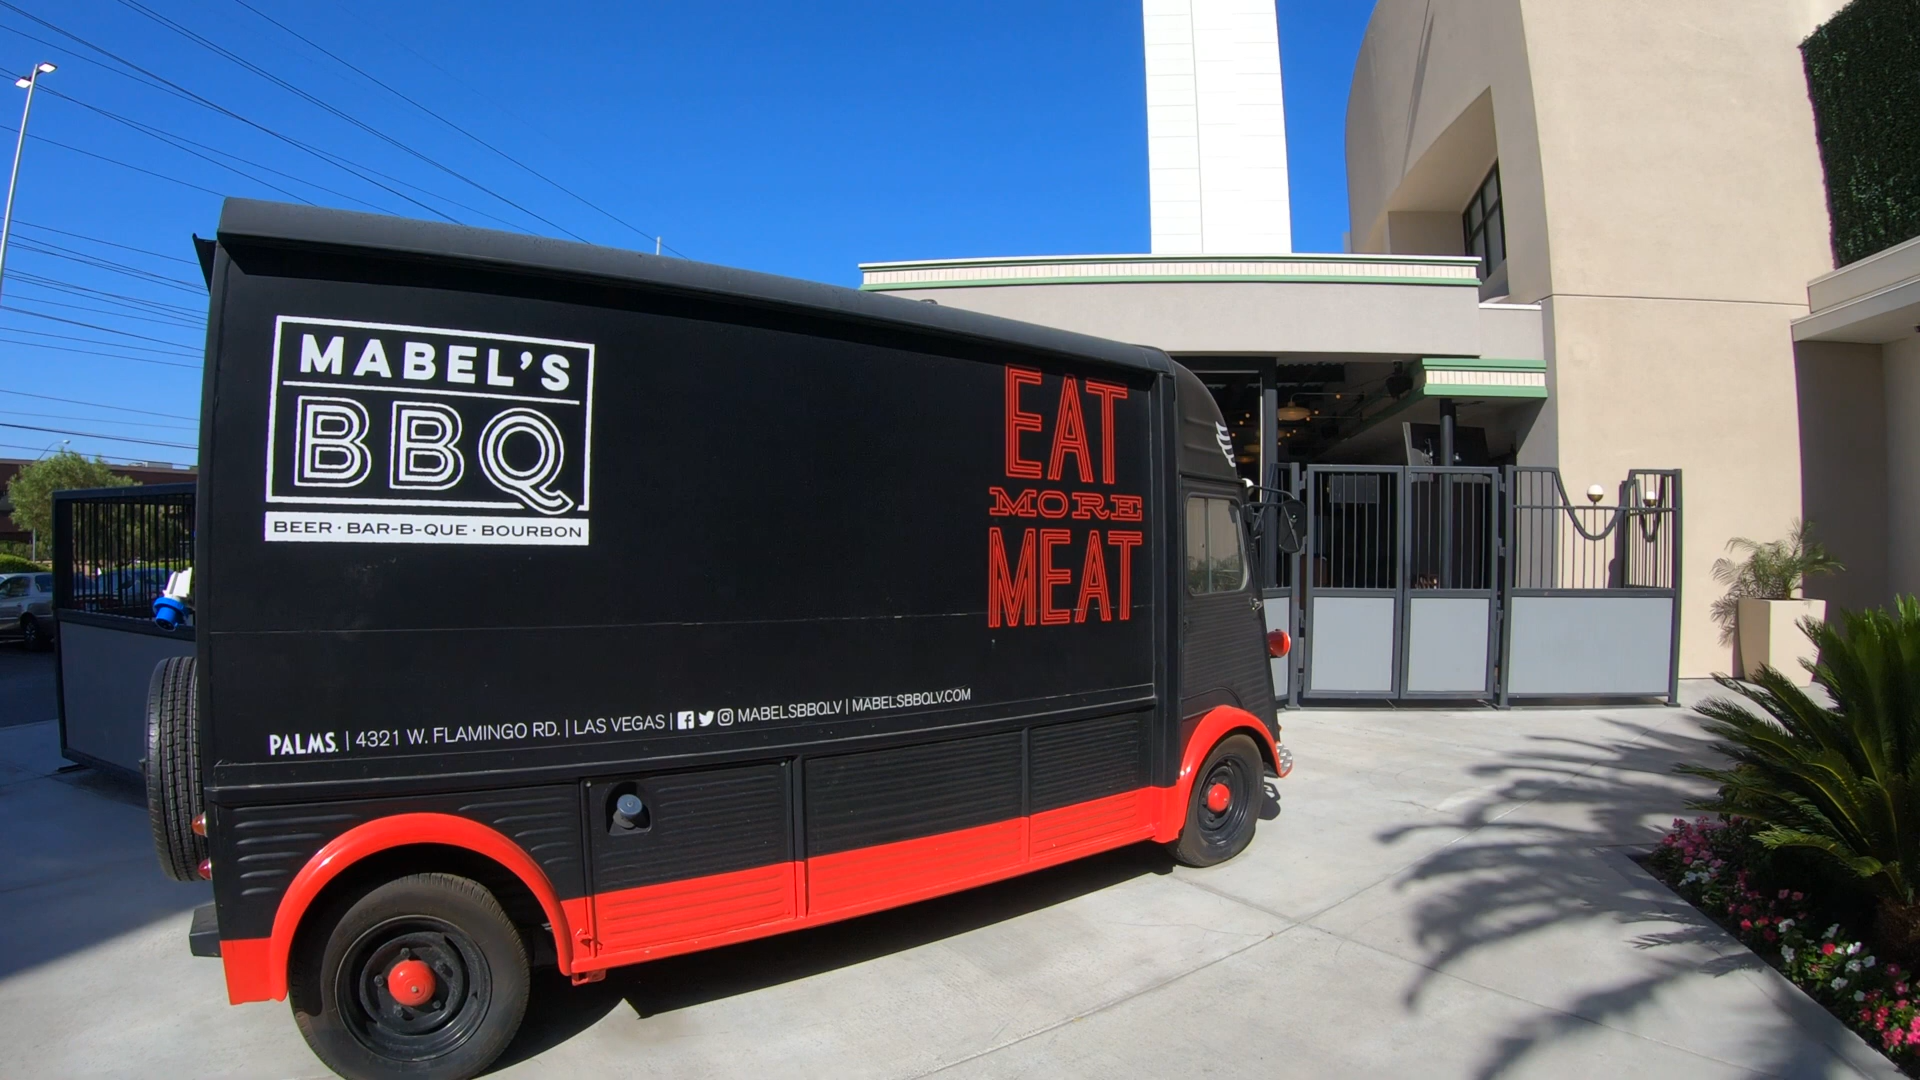 MABEL'S
BBQ
BEER · BAR-B-QUE · BOURBON
EAT
MORE
MEAT
PALMS. | 4321 W. FLAMINGO RD. | LAS VEGAS | MABELSBBQLV | MABELSBBQLV.COM